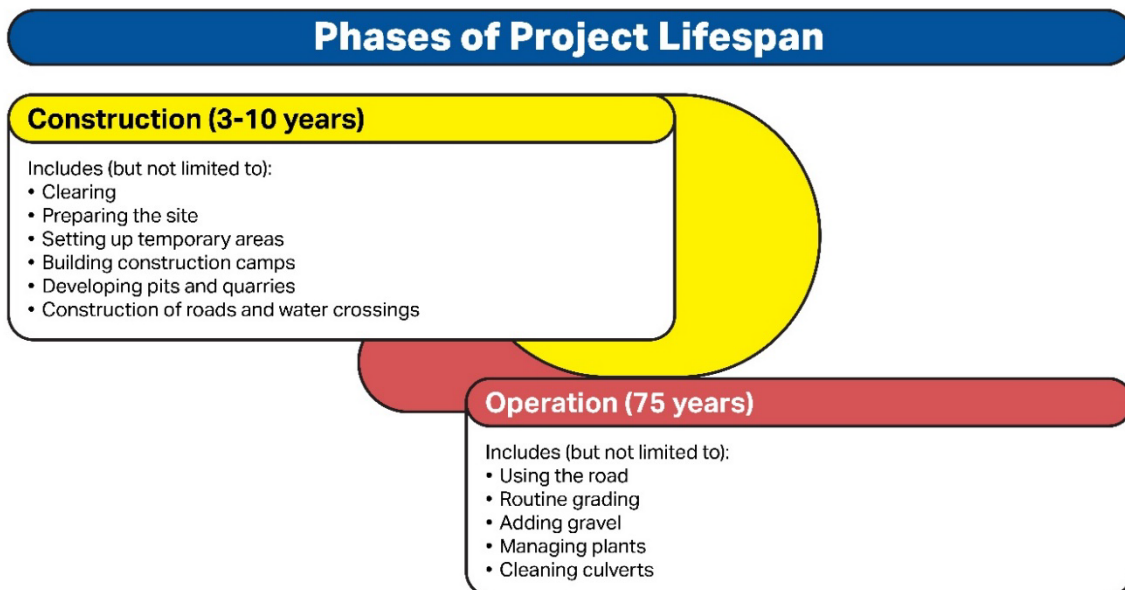 Phases of Project Lifespan
Construction (3-10 years)
Includes (but not limited to):
• Clearing
• Preparing the site
• Setting up temporary areas
• Building construction camps
• Developing pits and quarries
• Construction of roads and water crossings
Operation (75 years)
Includes (but not limited to):
• Using the road
• Routine grading
• Adding gravel
• Managing plants
• Cleaning culverts